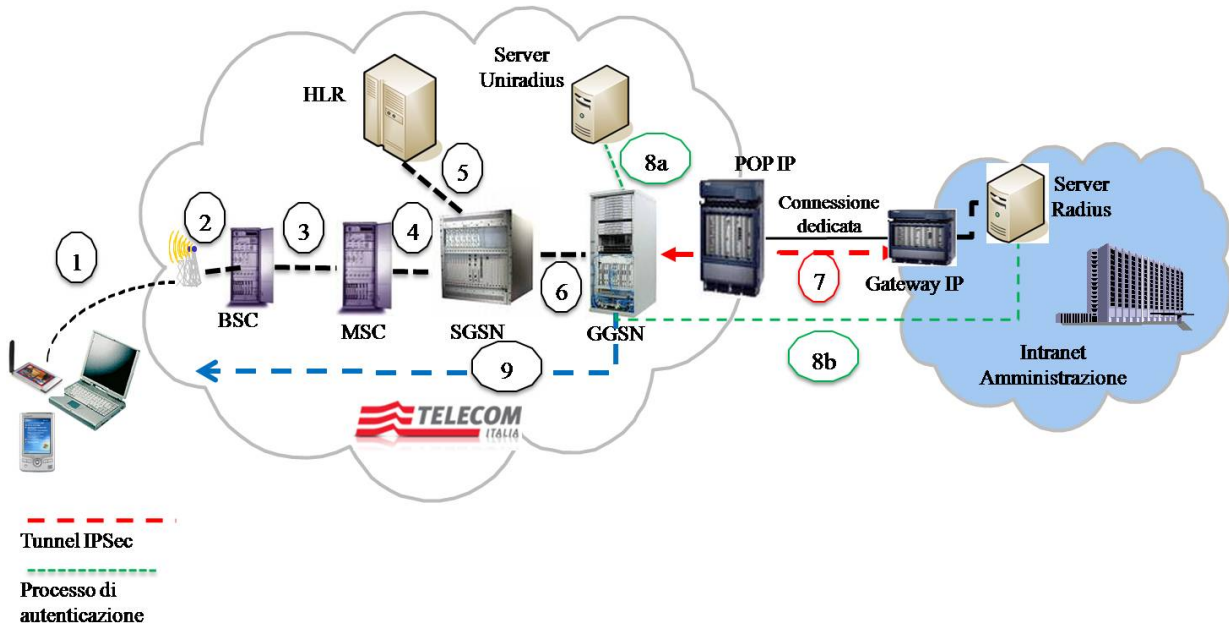 Server
Uniradius
HLR
8a
5
POP IP
Server
Radius
Connessione
dedicata
1
2
3
4
6
7
Gateway IP
BSC
MSC
SGSN
GGSN
8b
9
Intranet
Amministrazione
TELECOM
ITALIA
Tunnel IPSec
Processo di
autenticazione